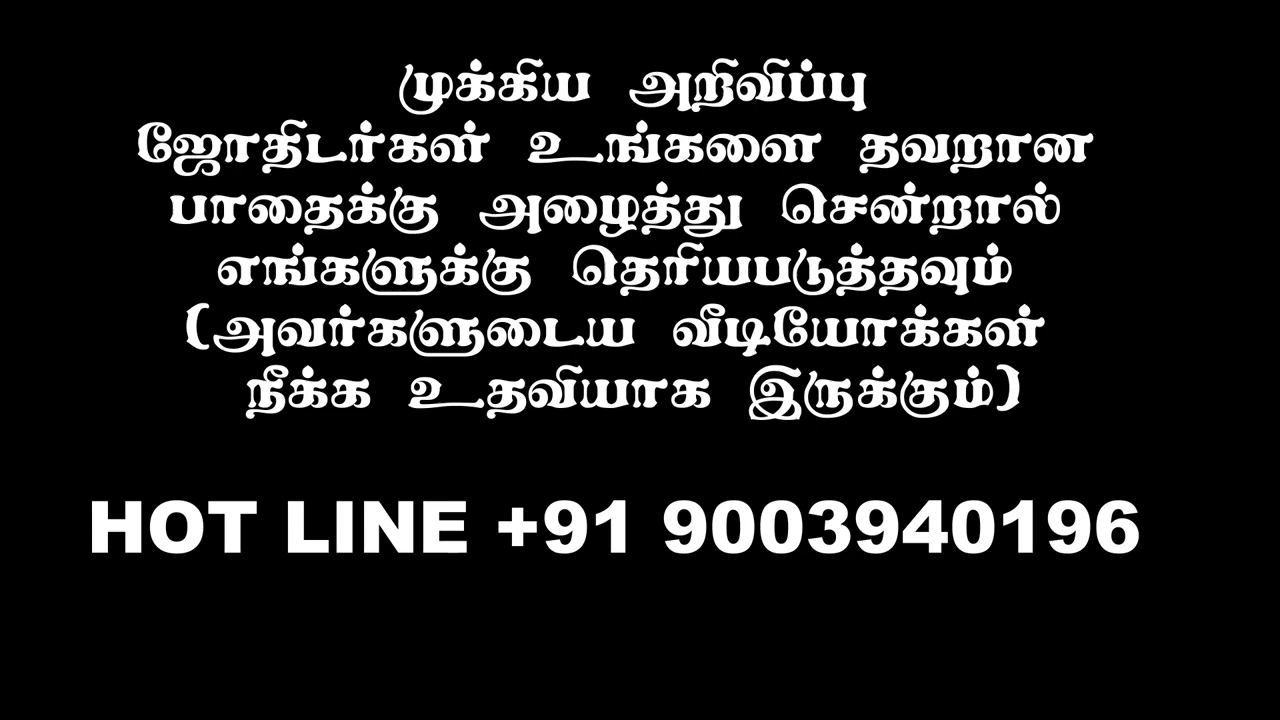 முக்கிய அறிவிப்பு
ஜோதிடர்கள் உங்களை தவறான
பாதைக்கு அழைத்து சென்றால்
எங்களுக்கு தெரியபடுத்தவும்
(அவர்களுடைய வீடியோக்கள்
நீக்க உதவியாக இருக்கும்)
HOT LINE +91 9003940196